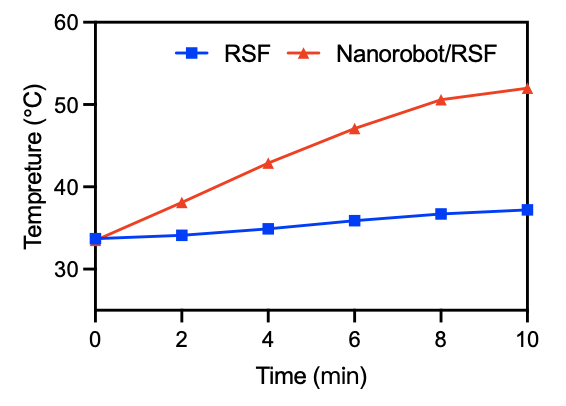 60
RSF Nanorobot/RSF
50
40
30
Tempreture (°C)
0 2 4 6 8 10
Time (min)